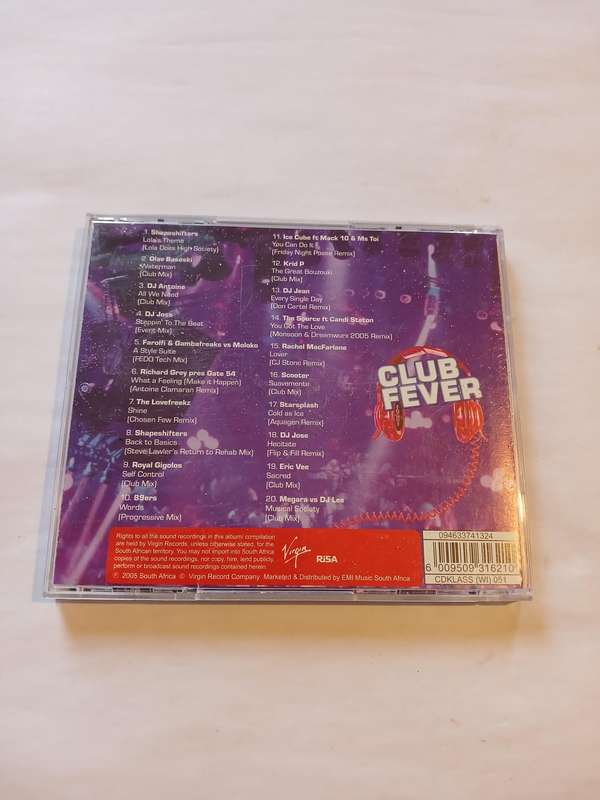 1. Shapeshifters
Lola's Theme
(Lola Does High Society)
2. Olav Basoski
Waterman
(Club Mix)
3. DJ Antoine
All We Need
(Club Mix)
4. DJ Jose
Steppin' To The Beat
(Event Mix)
5. Farolfi & Gambafreaks vs Moloko
A Style Suite
(FEDO Tech Mix)
6. Richard Grey pres Gate 54
What a Feeling (Make it Happen)
(Antoine Clamaran Remix)
7. The Lovefreekz
Shine
(Chosen Few Remix)
8. Shapeshifters
Back to Basics
(Steve Lawler's Return to Rehab Mix)
9. Royal Gigolos
Self Control
(Club Mix)
10. 89ers
Words
(Progressive Mix)
11. Ice Cube ft Mack 10 & Ms Toi
You Can Do It
(Friday Night Posse Remix)
12. Krid P
The Great Bouzouki
(Club Mix)
13. DJ Jean
Every Single Day
(Don Cartel Remix)
14. The Source ft Candi Staton
You Got The Love
(Monsoon & Dreamwurx 2005 Remix)
15. Rachel MacFarlane
Lover
(CJ Stone Remix)
16. Scooter
Suavemente
(Club Mix)
17. Starsplash
Cold as Ice
(Aquagen Remix)
18. DJ Jose
Hecitate
(Flip & Fill Remix)
19. Eric Vee
Sacred
(Club Mix)
20. Megara vs DJ Lee
Musical Society
(Club Mix)
CLUB
FEVER
Rights to all the sound recordings in this album/ compilation
are held by Virgin Records, unless otherwise stated, for the
South African territory. You may not import into South Africa
copies of the sound recordings, nor copy, hire, lend publicly,
perform or broadcast sound recordings contained herein.
℗ 2005 South Africa © Virgin Record Company Marketed & Distributed by EMI Music South Africa
Virgin
RiSA
094633741324
6 009509 316210
CDKLASS (WI) 051